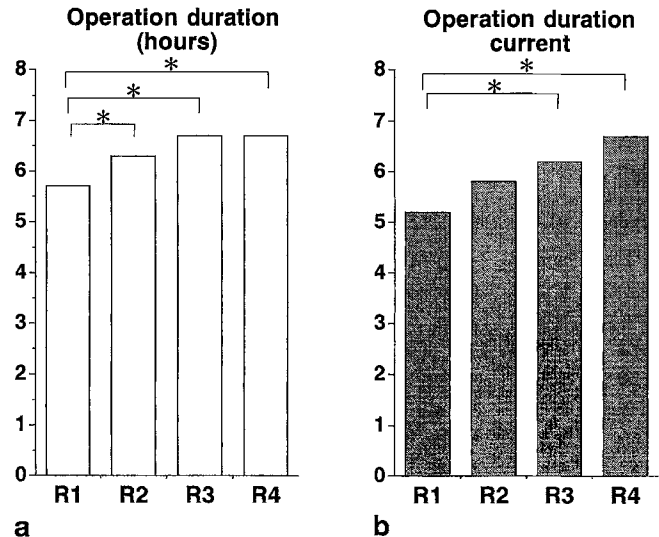 Operation duration
(hours)
8
7
6
5
4
3
2
1
0
*
*
*
R1 R2 R3 R4
a
Operation duration
current
8
7
6
5
4
3
2
1
0
*
*
R1 R2 R3 R4
b